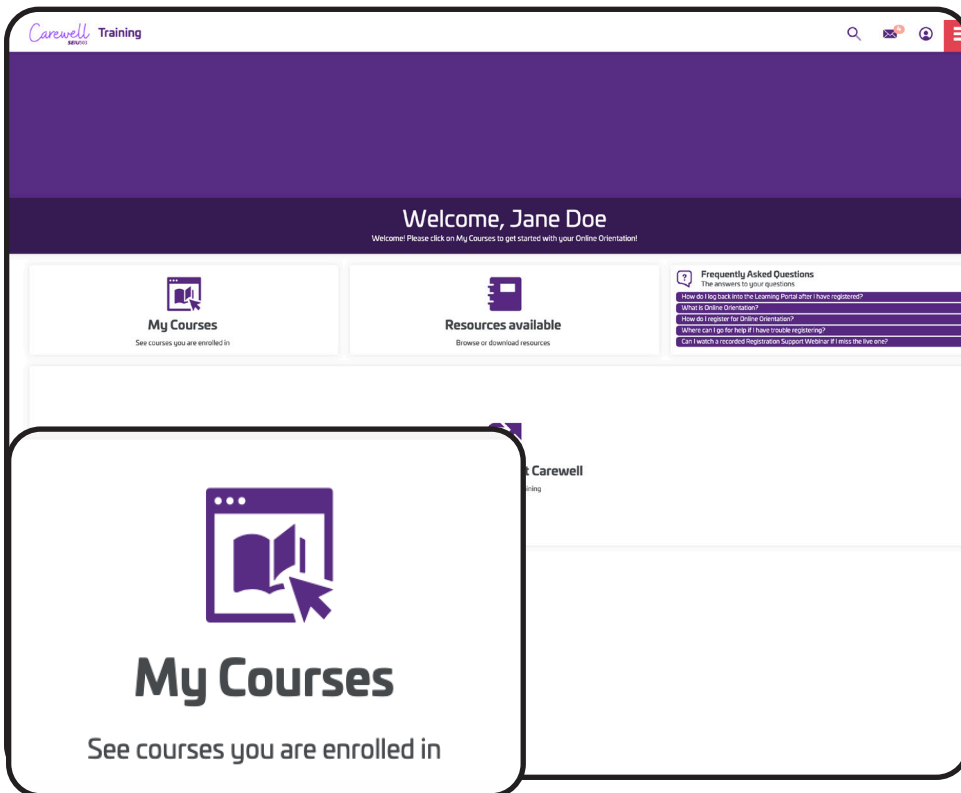 Carewell Training
SEIU503
Welcome, Jane Doe
Welcome! Please click on My Courses to get started with your Online Orientation!
My Courses
See courses you are enrolled in
Resources available
Browse or download resources
Frequently Asked Questions
The answers to your questions
How do I log back into the Learning Portal after I have registered?
What is Online Orientation?
How do I register for Online Orientation?
Where can I go for help if I have trouble registering?
Can I watch a recorded Registration Support Webinar if I miss the live one?
Carewell
My Courses
See courses you are enrolled in